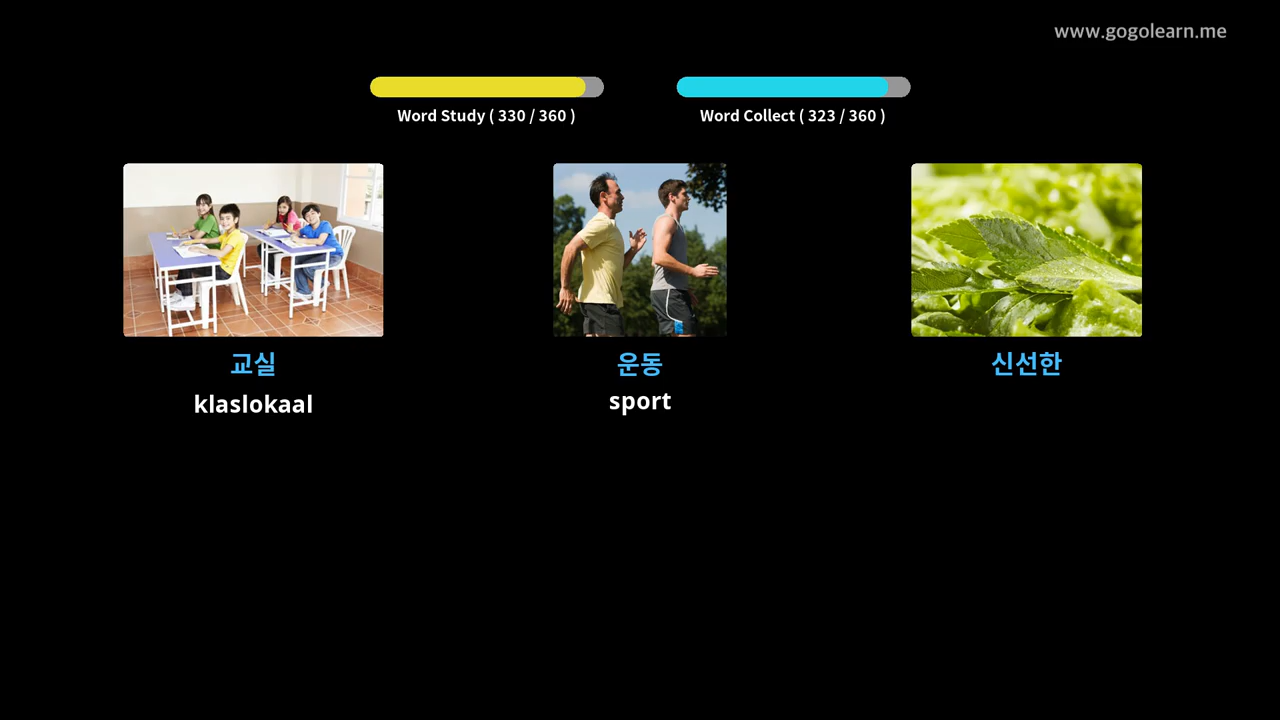 www.gogolearn.me
Word Study ( 330 / 360 )
Word Collect ( 323 / 360 )
교실
운동
신선한
klaslokaal
sport